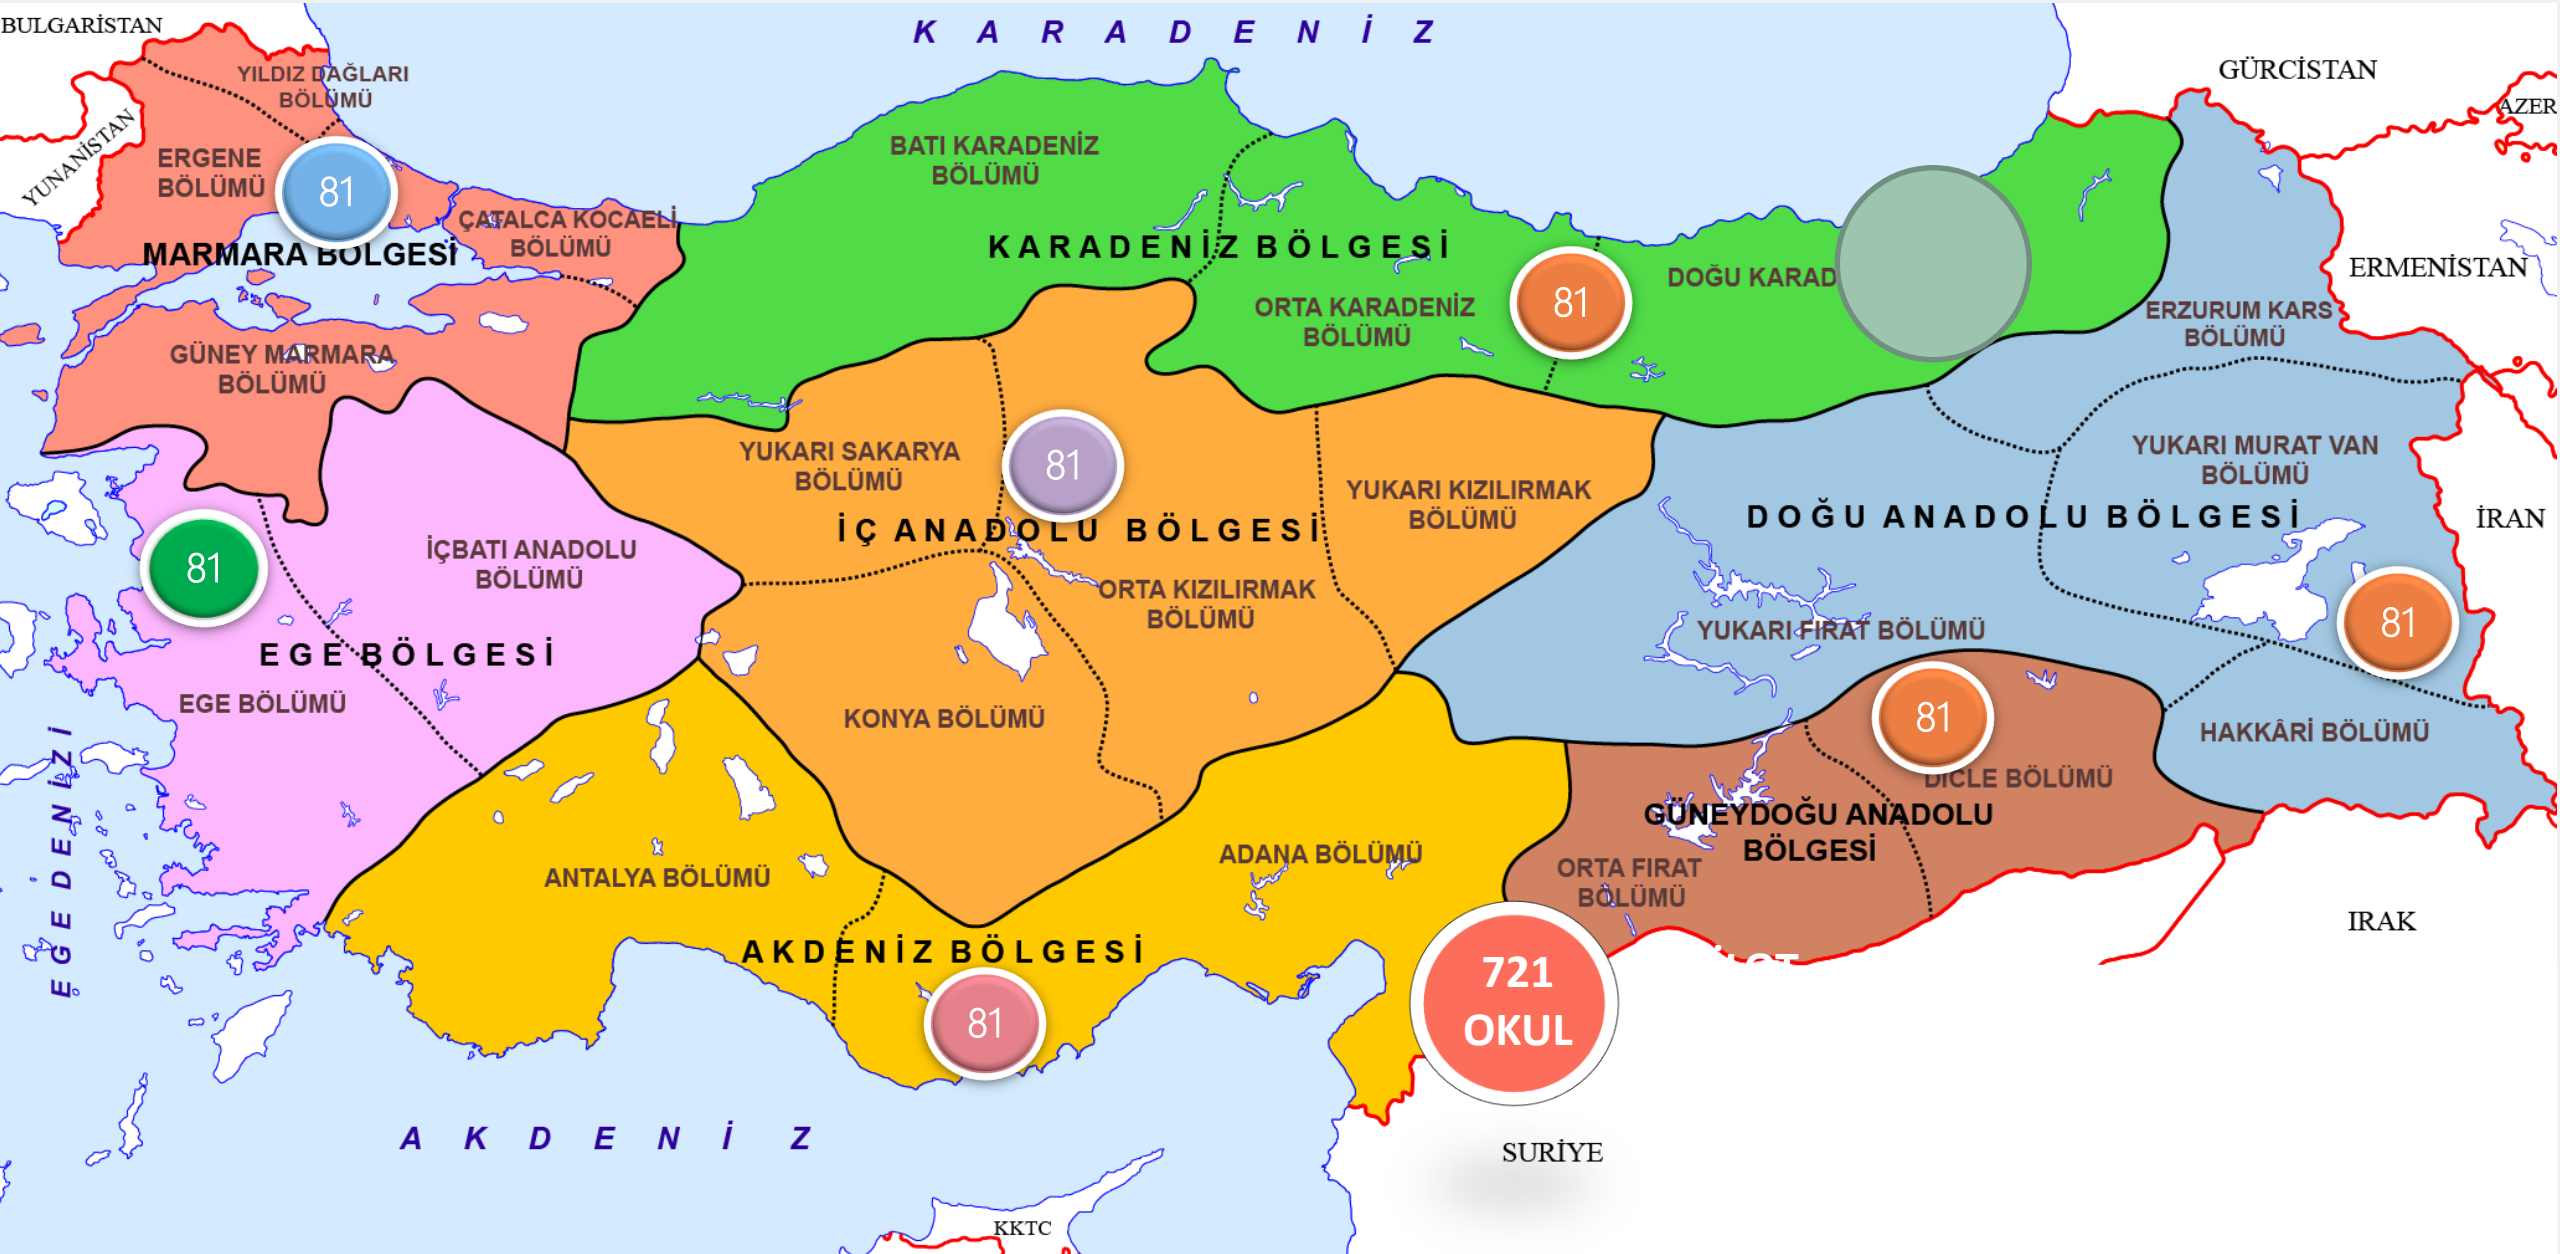 BULGARİSTAN
K A R A D E N İ Z
GÜRCİSTAN
AZER
YILDIZ DAĞLARI
BÖLÜMÜ
YUNANİSTAN
ERGENE
BÖLÜMÜ
81
BATI KARADENİZ
BÖLÜMÜ
ÇATALCA KOCAELİ
BÖLÜMÜ
MARMARA BÖLGESİ
KARADENİZ BÖLGESİ
ERMENİSTAN
DOĞU KARAD
ORTA KARADENİZ
BÖLÜMÜ
81
ERZURUM KARS
BÖLÜMÜ
GÜNEY MARMARA
BÖLÜMÜ
YUKARI SAKARYA
BÖLÜMÜ
81
YUKARI KIZILIRMAK
BÖLÜMÜ
YUKARI MURAT VAN
BÖLÜMÜ
İÇ ANADOLU BÖLGESİ
DOĞU ANADOLU BÖLGESİ
İRAN
81
İÇBATI ANADOLU
BÖLÜMÜ
ORTA KIZILIRMAK
BÖLÜMÜ
YUKARI FIRAT BÖLÜMÜ
81
EGE BÖLGESİ
EGE BÖLÜMÜ
KONYA BÖLÜMÜ
81
HAKKÂRİ BÖLÜMÜ
DİCLE BÖLÜMÜ
GÜNEYDOĞU ANADOLU
BÖLGESİ
EGE DENİZİ
ANTALYA BÖLÜMÜ
ADANA BÖLÜMÜ
ORTA FIRAT
BÖLÜMÜ
IRAK
AKDENİZ BÖLGESİ
81
721
OKUL
A K D E N İ Z
SURİYE
KKTC